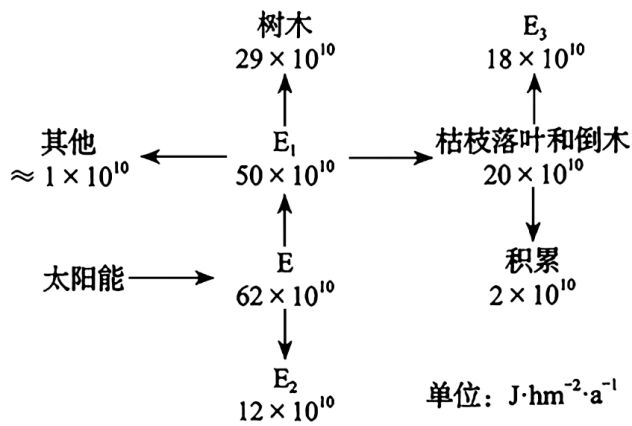 树木
29 × 10¹⁰
E₃
18 × 10¹⁰
其他
≈ 1 × 10¹⁰
E₁
50 × 10¹⁰
枯枝落叶和倒木
20 × 10¹⁰
太阳能
E
62 × 10¹⁰
积累
2 × 10¹⁰
E₂
12 × 10¹⁰
单位：J·hm⁻²·a⁻¹